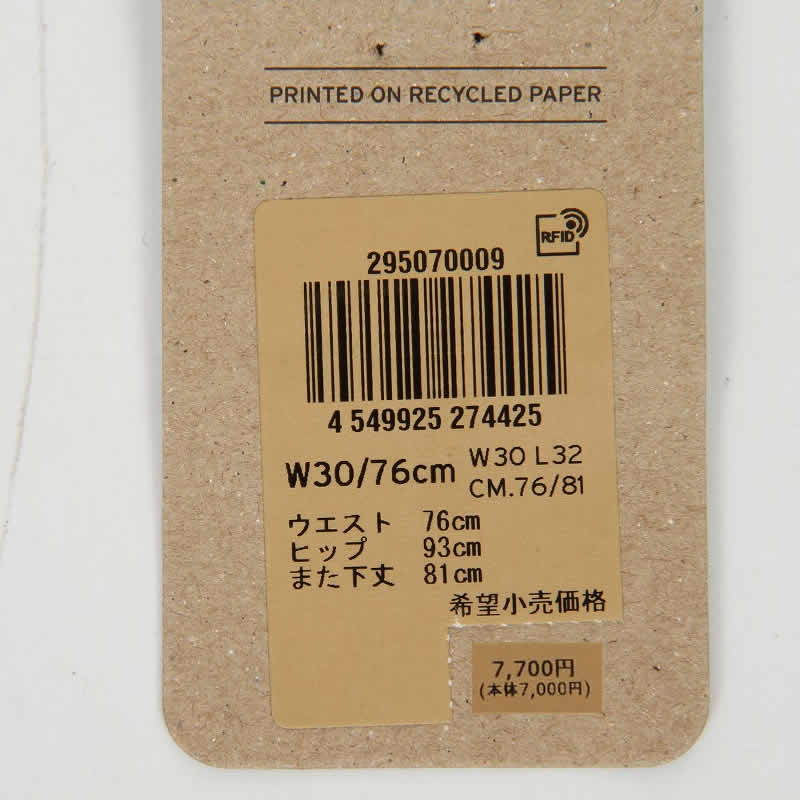 PRINTED ON RECYCLED PAPER
RFID
295070009
4 549925 274425
W30/76cm
W30 L32
CM.76/81
ウエスト 76cm
ヒップ 93cm
また下丈 81cm
希望小売価格
7,700円
(本体7,000円)